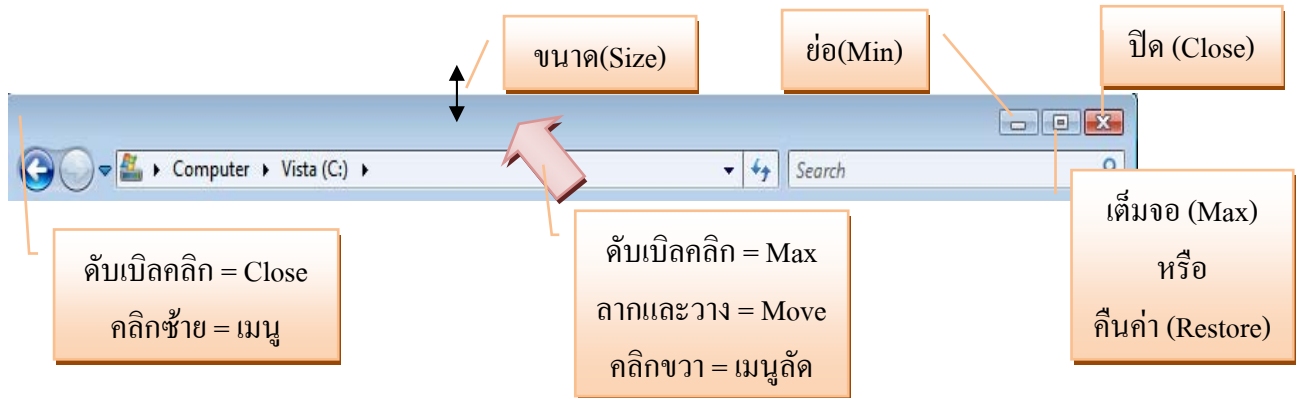 ขนาด(Size)
ย่อ(Min)
ปิด (Close)
Computer
Vista (C:)
Search
ดับเบิลคลิก = Close
คลิกซ้าย = เมนู
ดับเบิลคลิก = Max
ลากและวาง = Move
คลิกขวา = เมนูลัด
เต็มจอ (Max)
หรือ
คืนค่า (Restore)